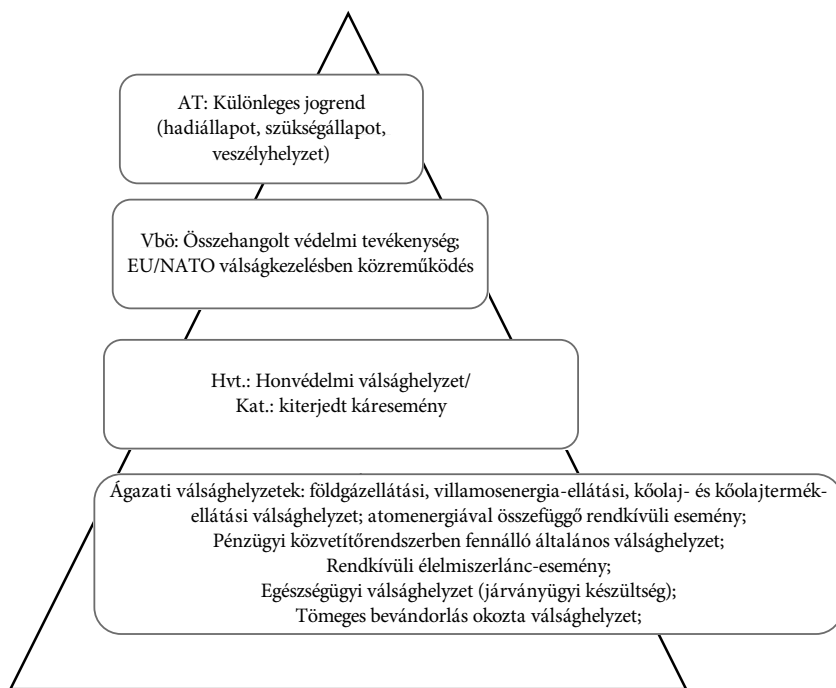 AT: Különleges jogrend
(hadiállapot, szükségállapot,
veszélyhelyzet)
Vbö: Összehangolt védelmi tevékenység;
EU/NATO válságkezelésben közreműködés
Hvt.: Honvédelmi válsághelyzet/
Kat.: kiterjedt káresemény
Ágazati válsághelyzetek: földgázellátási, villamosenergia-ellátási, kőolaj- és kőolajtermék-
ellátási válsághelyzet; atomenergiával összefüggő rendkívüli esemény;
Pénzügyi közvetítőrendszerben fennálló általános válsághelyzet;
Rendkívüli élelmiszerlánc-esemény;
Egészségügyi válsághelyzet (járványügyi készültség);
Tömeges bevándorlás okozta válsághelyzet;